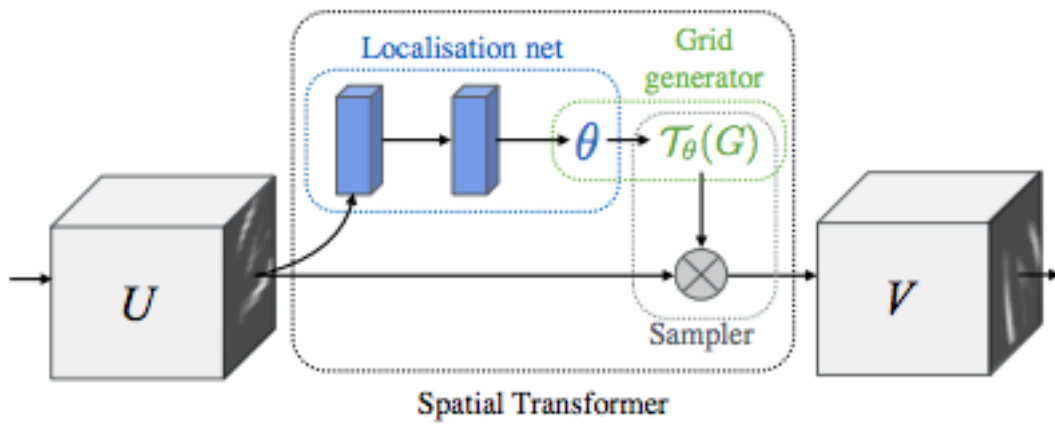 Localisation net
Grid
generator
θ
𝒯θ(G)
U
V
Sampler
Spatial Transformer